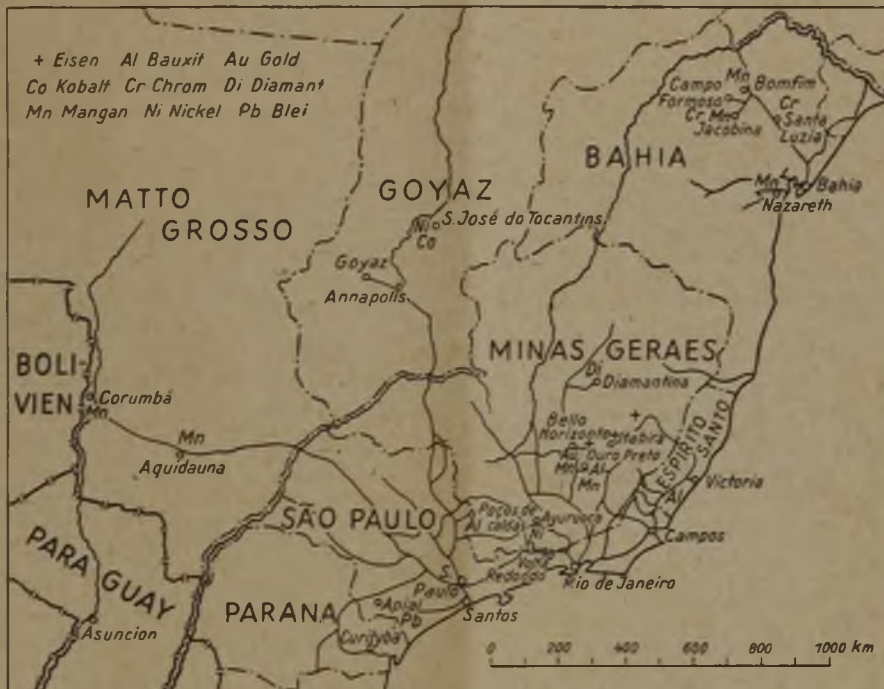 + Eisen Al Bauxit Au Gold
Co Kobalt Cr Chrom Di Diamant
Mn Mangan Ni Nickel Pb Blei
Campo
Formoso
Mn
Bomfim
Cr
Santa
Luzia
Cr Mn
Jacobina
BAHIA
Mn
Bahia
Nazareth
MATTO
GROSSO
GOYAZ
Ni
Co
S. José do Tocantins
Goyaz
Annapolis
MINAS GERAES
Di
Diamantina
BOLI-
VIEN
Corumbá
Mn
Mn
Aquidauna
Bello
Horizonte
+
Itabira
Au
Ouro Preto
Mn
Al
Mn
ESPIRITO
SANTO
Al
Victoria
SÃO PAULO
Poços de
Al caldas
Ayuruoca
Ni
Campos
Volta
Redondo
Rio de Janeiro
PARA
GUAY
Asuncion
PARANA
S.
Paulo
Santos
Apiai
Pb
Curityba
0 200 400 600 800 1000 km